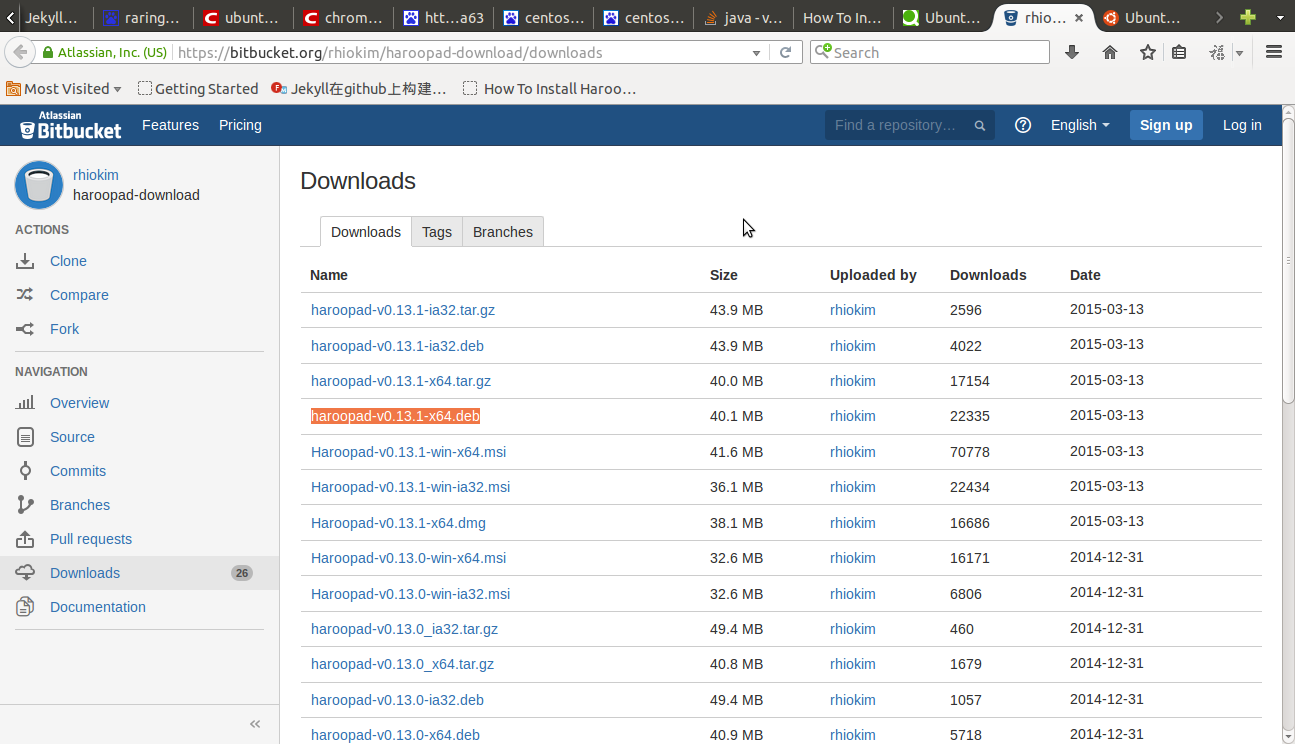 Jekyll...
raring...
ubunt...
chrom...
htt...a63
centos...
centos...
java - v...
How To In...
Ubunt...
rhio...
Ubunt...
Atlassian, Inc. (US)
https://bitbucket.org/rhiokim/haroopad-download/downloads
Search
Most Visited
Getting Started
Jekyll在github上构建...
How To Install Haroo...
Atlassian
Bitbucket
Features
Pricing
Find a repository...
English
Sign up
Log in
rhiokim
haroopad-download
ACTIONS
Clone
Compare
Fork
NAVIGATION
Overview
Source
Commits
Branches
Pull requests
Downloads 26
Documentation
Downloads
Downloads Tags Branches
Name Size Uploaded by Downloads Date
haroopad-v0.13.1-ia32.tar.gz 43.9 MB rhiokim 2596 2015-03-13
haroopad-v0.13.1-ia32.deb 43.9 MB rhiokim 4022 2015-03-13
haroopad-v0.13.1-x64.tar.gz 40.0 MB rhiokim 17154 2015-03-13
haroopad-v0.13.1-x64.deb 40.1 MB rhiokim 22335 2015-03-13
Haroopad-v0.13.1-win-x64.msi 41.6 MB rhiokim 70778 2015-03-13
Haroopad-v0.13.1-win-ia32.msi 36.1 MB rhiokim 22434 2015-03-13
Haroopad-v0.13.1-x64.dmg 38.1 MB rhiokim 16686 2015-03-13
Haroopad-v0.13.0-win-x64.msi 32.6 MB rhiokim 16171 2014-12-31
Haroopad-v0.13.0-win-ia32.msi 32.6 MB rhiokim 6806 2014-12-31
haroopad-v0.13.0_ia32.tar.gz 49.4 MB rhiokim 460 2014-12-31
haroopad-v0.13.0_x64.tar.gz 40.8 MB rhiokim 1679 2014-12-31
haroopad-v0.13.0-ia32.deb 49.4 MB rhiokim 1057 2014-12-31
haroopad-v0.13.0-x64.deb 40.9 MB rhiokim 5718 2014-12-31